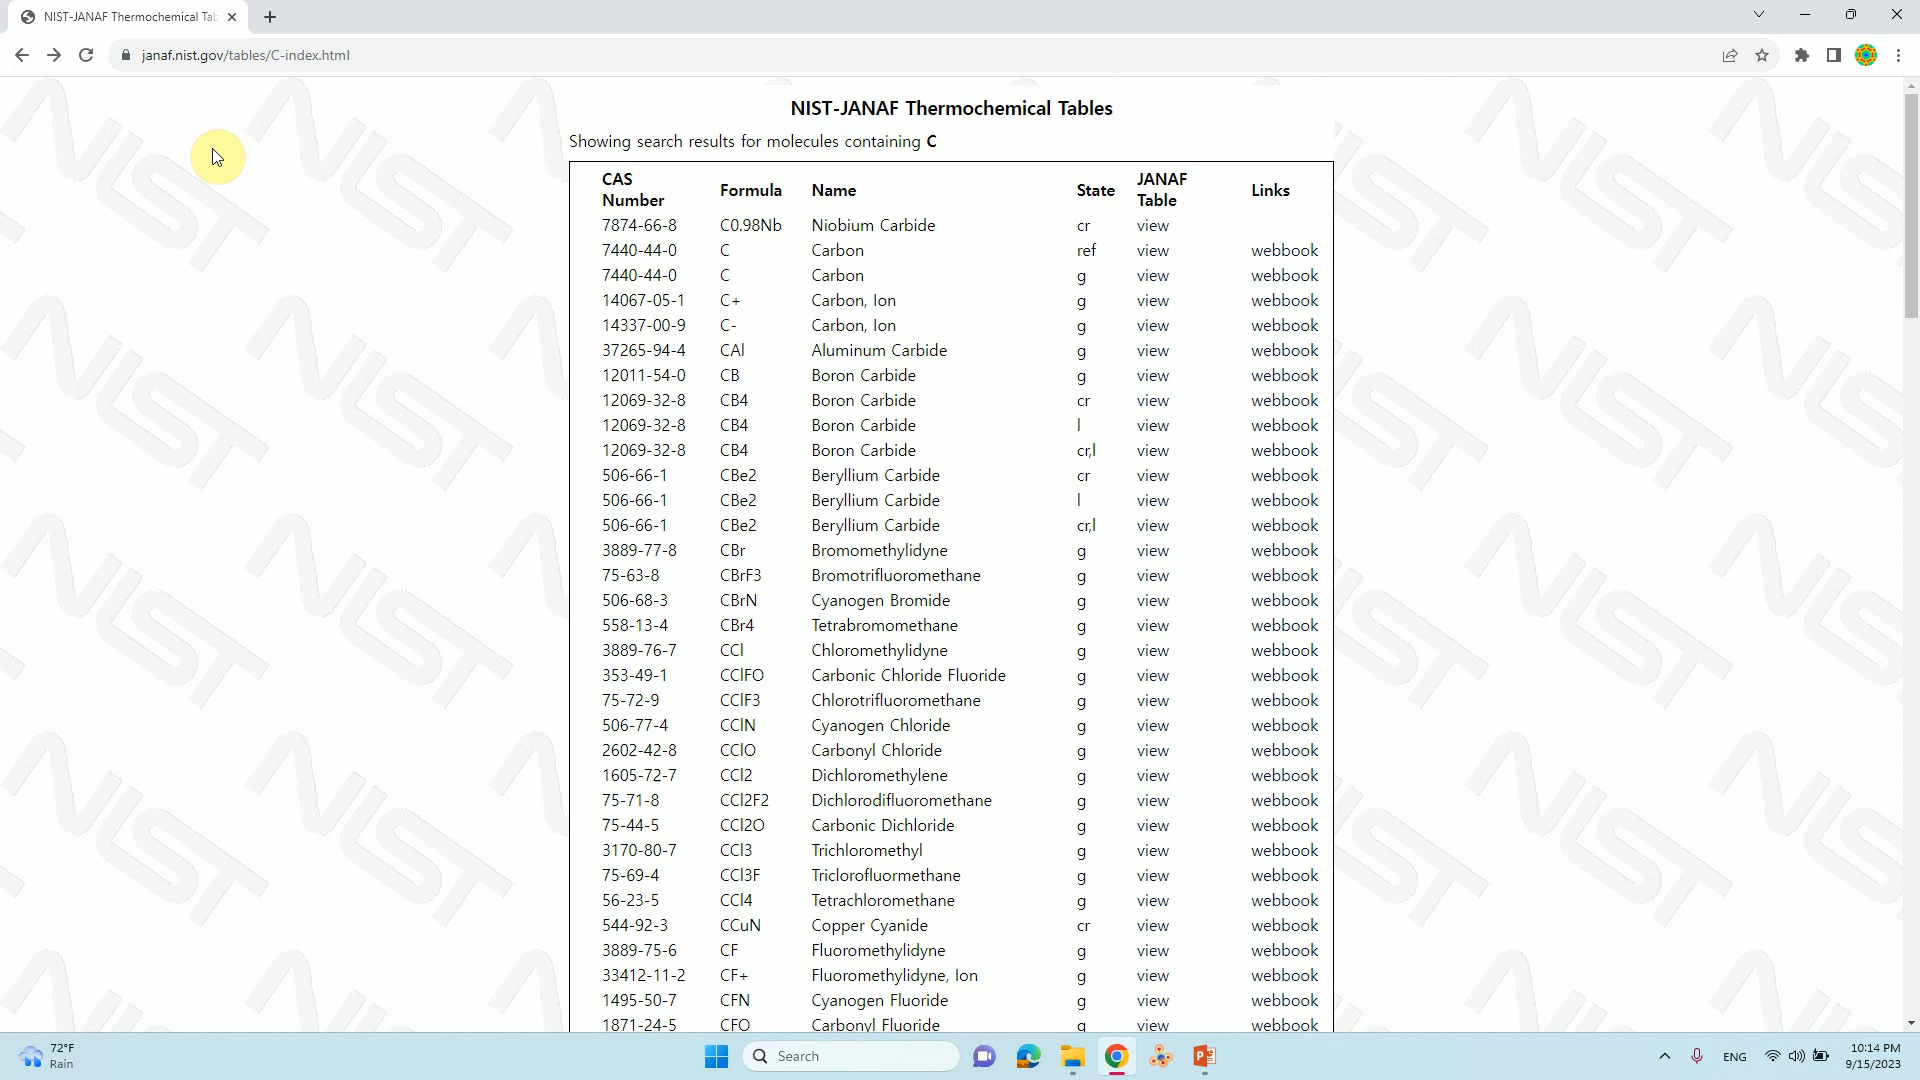 NIST-JANAF Thermochemical Tab
janaf.nist.gov/tables/C-index.html
NIST-JANAF Thermochemical Tables
Showing search results for molecules containing C
CAS Number Formula Name State JANAF Table Links
7874-66-8 C0.98Nb Niobium Carbide cr view
7440-44-0 C Carbon ref view webbook
7440-44-0 C Carbon g view webbook
14067-05-1 C+ Carbon, Ion g view webbook
14337-00-9 C- Carbon, Ion g view webbook
37265-94-4 CAl Aluminum Carbide g view webbook
12011-54-0 CB Boron Carbide g view webbook
12069-32-8 CB4 Boron Carbide cr view webbook
12069-32-8 CB4 Boron Carbide l view webbook
12069-32-8 CB4 Boron Carbide cr,l view webbook
506-66-1 CBe2 Beryllium Carbide cr view webbook
506-66-1 CBe2 Beryllium Carbide l view webbook
506-66-1 CBe2 Beryllium Carbide cr,l view webbook
3889-77-8 CBr Bromomethylidyne g view webbook
75-63-8 CBrF3 Bromotrifluoromethane g view webbook
506-68-3 CBrN Cyanogen Bromide g view webbook
558-13-4 CBr4 Tetrabromomethane g view webbook
3889-76-7 CCl Chloromethylidyne g view webbook
353-49-1 CClFO Carbonic Chloride Fluoride g view webbook
75-72-9 CClF3 Chlorotrifluoromethane g view webbook
506-77-4 CClN Cyanogen Chloride g view webbook
2602-42-8 CClO Carbonyl Chloride g view webbook
1605-72-7 CCl2 Dichloromethylene g view webbook
75-71-8 CCl2F2 Dichlorodifluoromethane g view webbook
75-44-5 CCl2O Carbonic Dichloride g view webbook
3170-80-7 CCl3 Trichloromethyl g view webbook
75-69-4 CCl3F Triclorofluormethane g view webbook
56-23-5 CCl4 Tetrachloromethane g view webbook
544-92-3 CCuN Copper Cyanide cr view webbook
3889-75-6 CF Fluoromethylidyne g view webbook
33412-11-2 CF+ Fluoromethylidyne, Ion g view webbook
1495-50-7 CFN Cyanogen Fluoride g view webbook
1871-24-5 CFO Carbonyl Fluoride g view webbook
72°F
Rain
Search
ENG
10:14 PM
9/15/2023